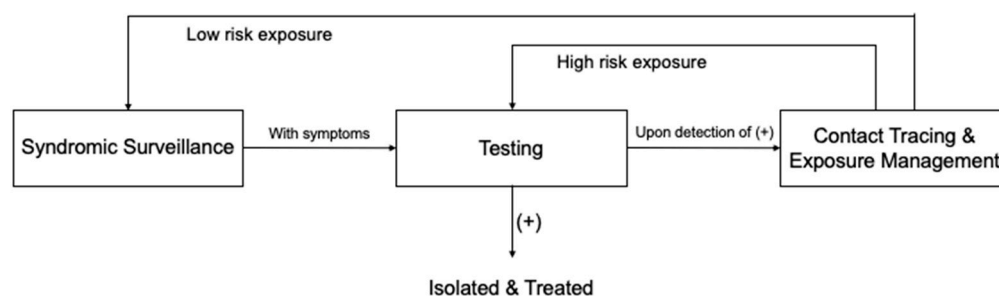 Low risk exposure
High risk exposure
Syndromic Surveillance
With symptoms
Testing
Upon detection of (+)
Contact Tracing &
Exposure Management
(+)
Isolated & Treated